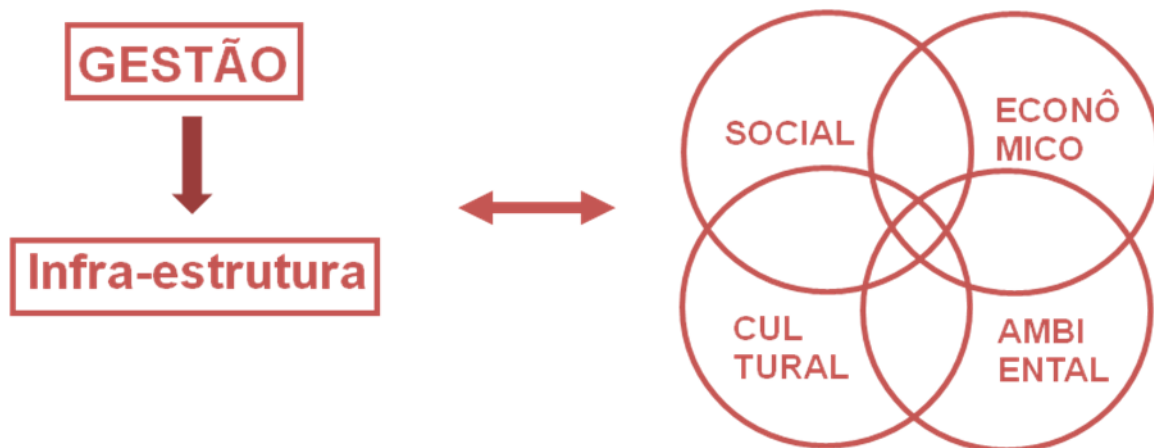 GESTÃO
Infra-estrutura
SOCIAL
ECONÔ
MICO
CUL
TURAL
AMBI
ENTAL